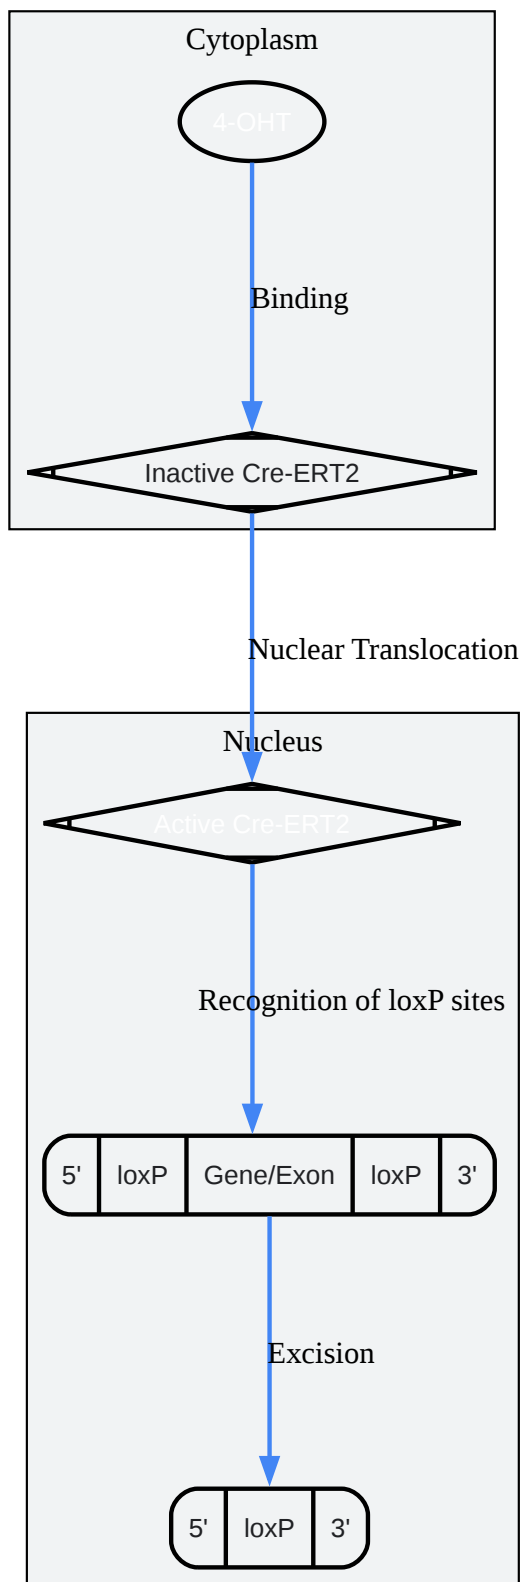 Cytoplasm
4-OHT
Binding
Inactive Cre-ERT2
Nuclear Translocation
Nucleus
Active Cre-ERT2
Recognition of loxP sites
5' loxP Gene/Exon loxP 3'
Excision
5' loxP 3'